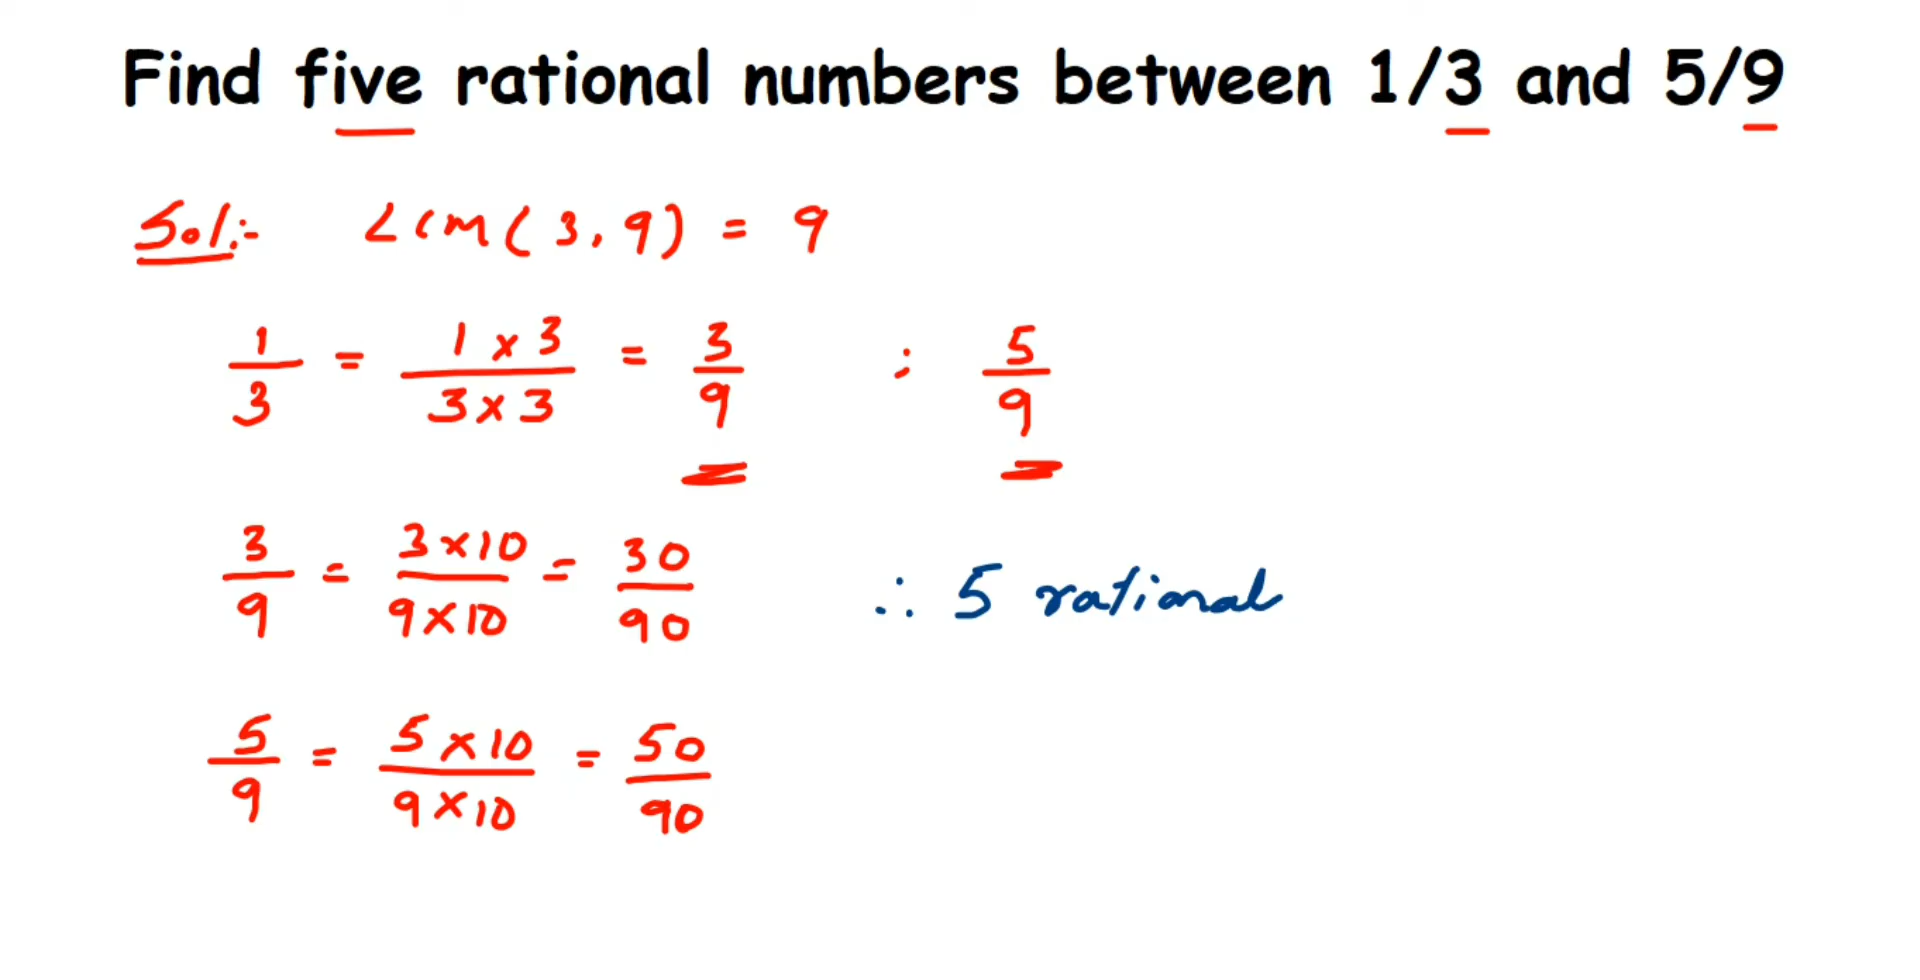 Find five rational numbers between 1/3 and 5/9
Sol:- LCM(3,9) = 9
1/3 = 1 x 3/3 x 3 = 3/9 ; 5/9
3/9 = 3 x 10/9 x 10 = 30/90
∴ 5 rational
5/9 = 5 x 10/9 x 10 = 50/90